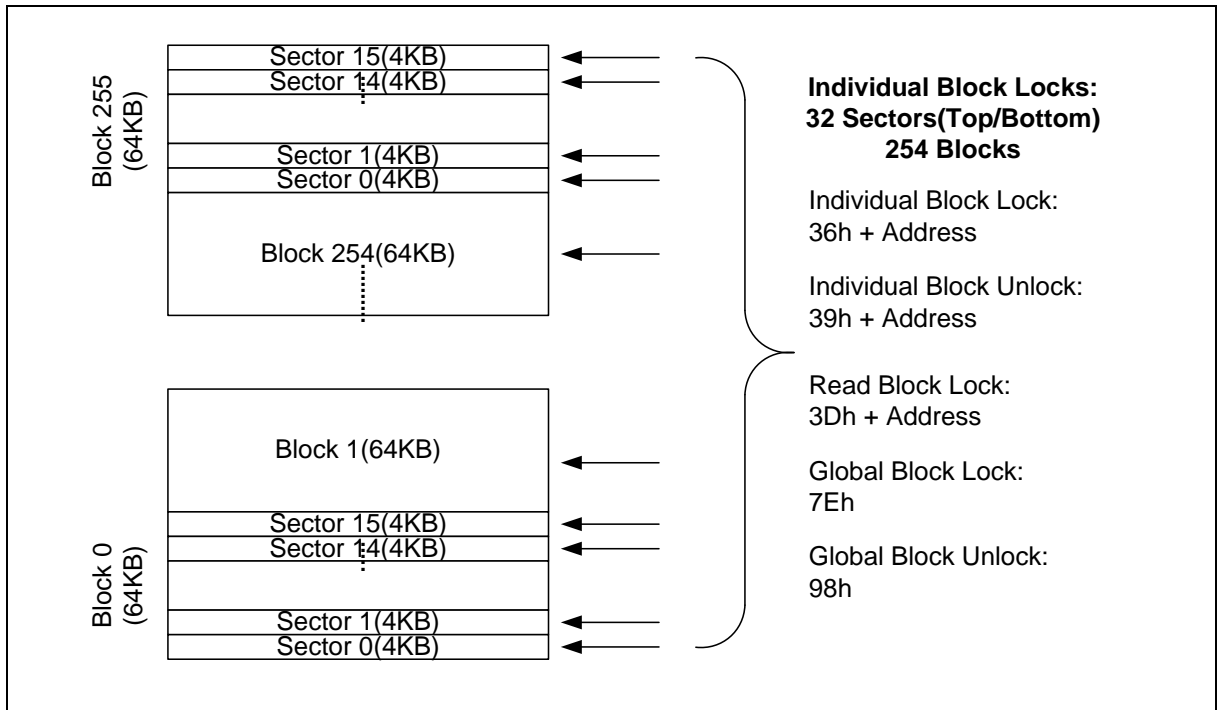 Block 255
(64KB)
Sector 15(4KB)
Sector 14(4KB)
Sector 1(4KB)
Sector 0(4KB)
Block 254(64KB)
Block 1(64KB)
Block 0
(64KB)
Sector 15(4KB)
Sector 14(4KB)
Sector 1(4KB)
Sector 0(4KB)
Individual Block Locks:
32 Sectors(Top/Bottom)
254 Blocks
Individual Block Lock:
36h + Address
Individual Block Unlock:
39h + Address
Read Block Lock:
3Dh + Address
Global Block Lock:
7Eh
Global Block Unlock:
98h